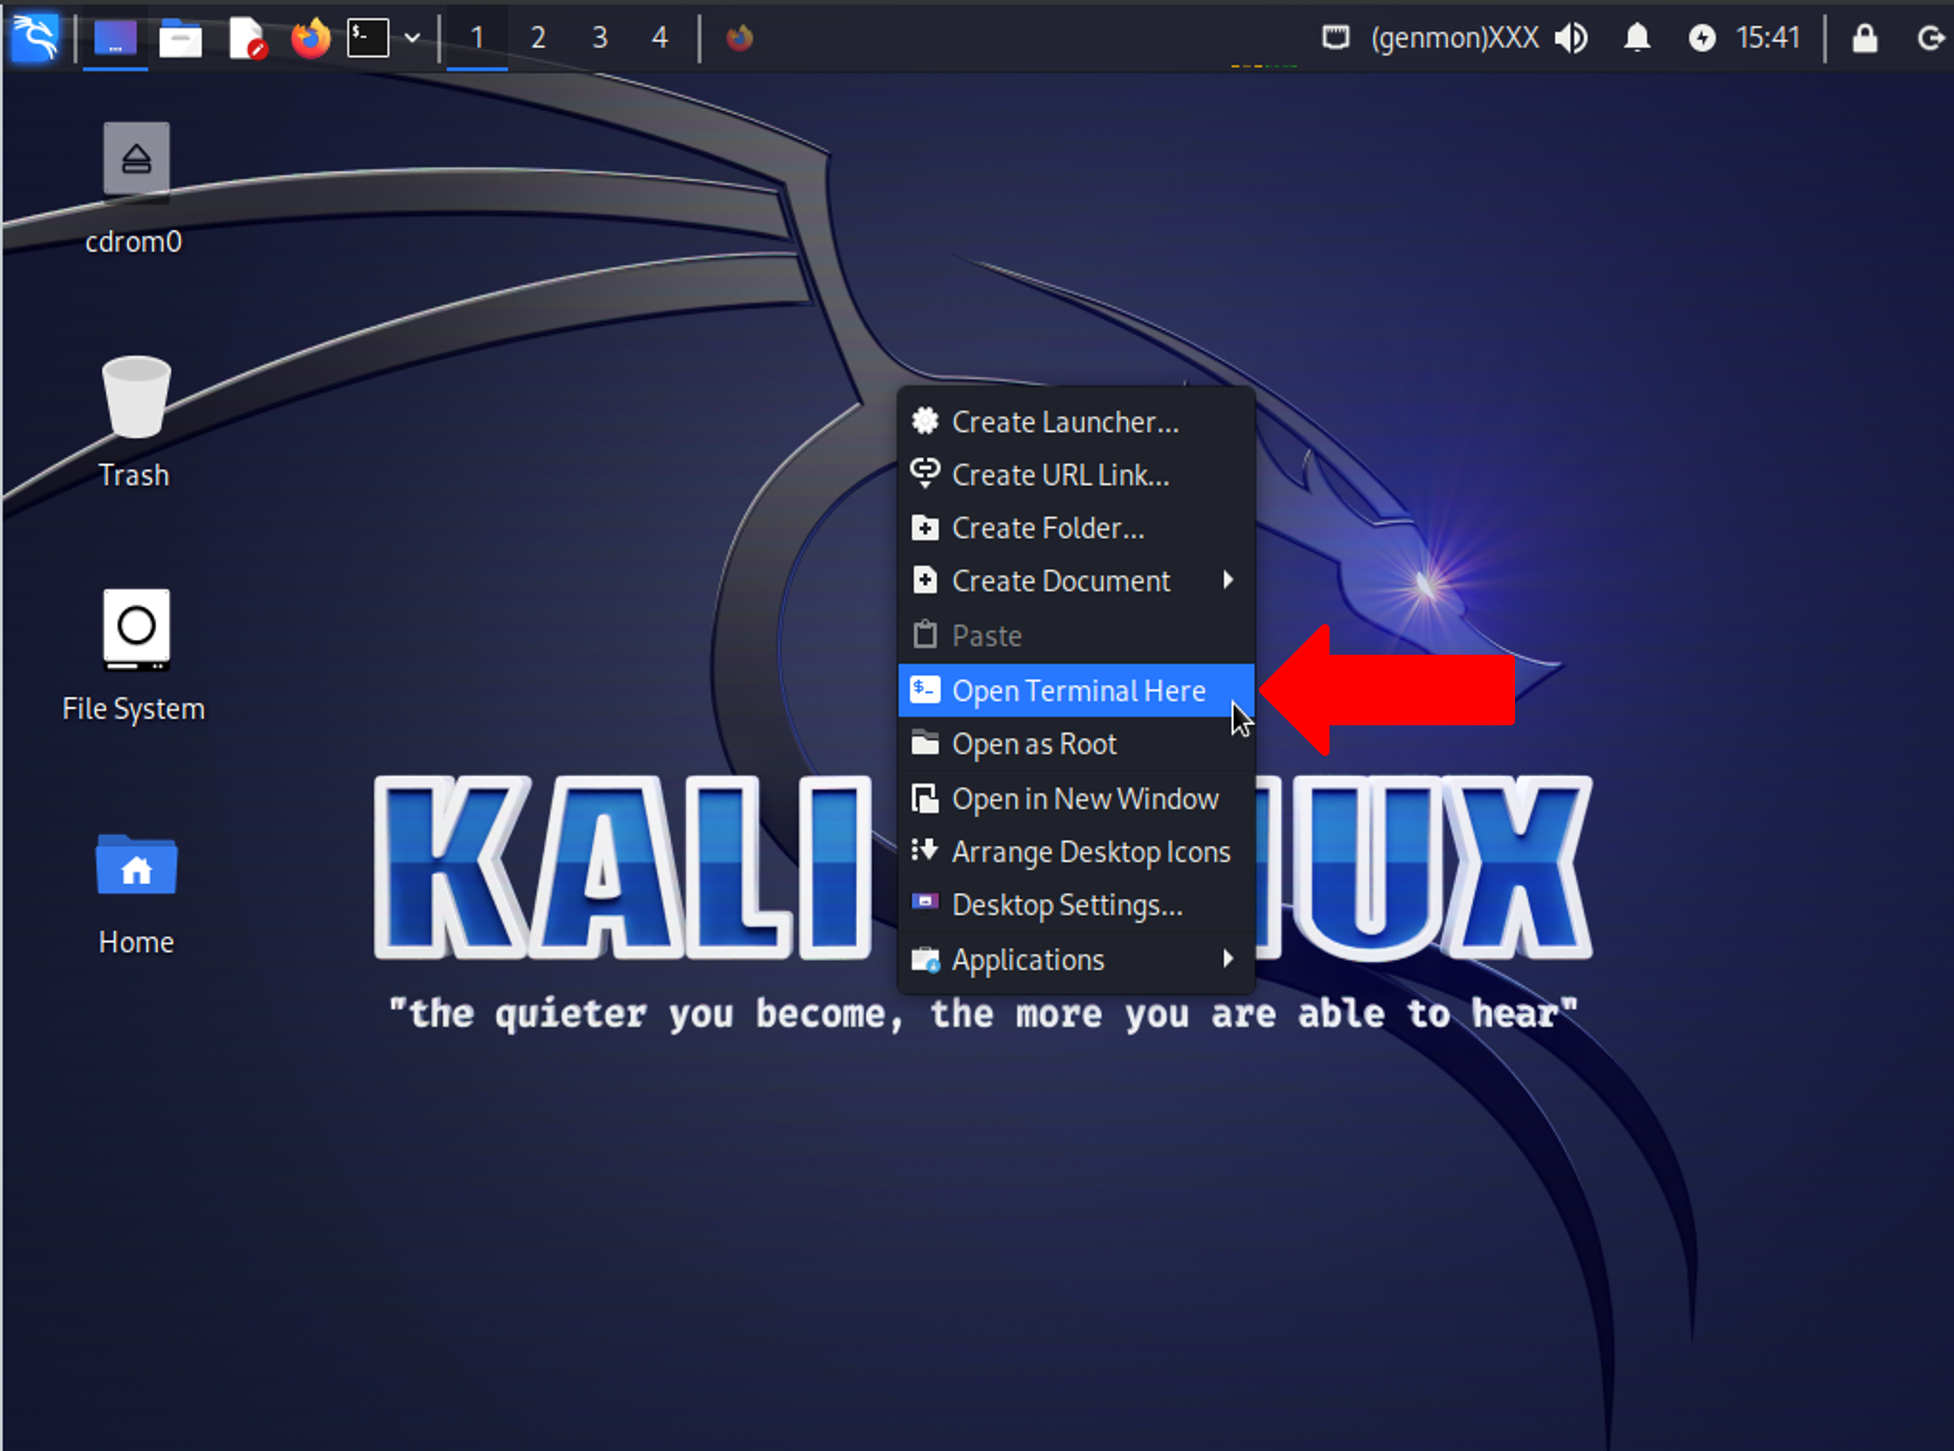 1 2 3 4 (genmon)XXX 15:41
cdrom0
Trash
File System
Home
Create Launcher...
Create URL Link...
Create Folder...
Create Document
Paste
Open Terminal Here
Open as Root
Open in New Window
Arrange Desktop Icons
Desktop Settings...
Applications
KALI UX
"the quieter you become, the more you are able to hear"